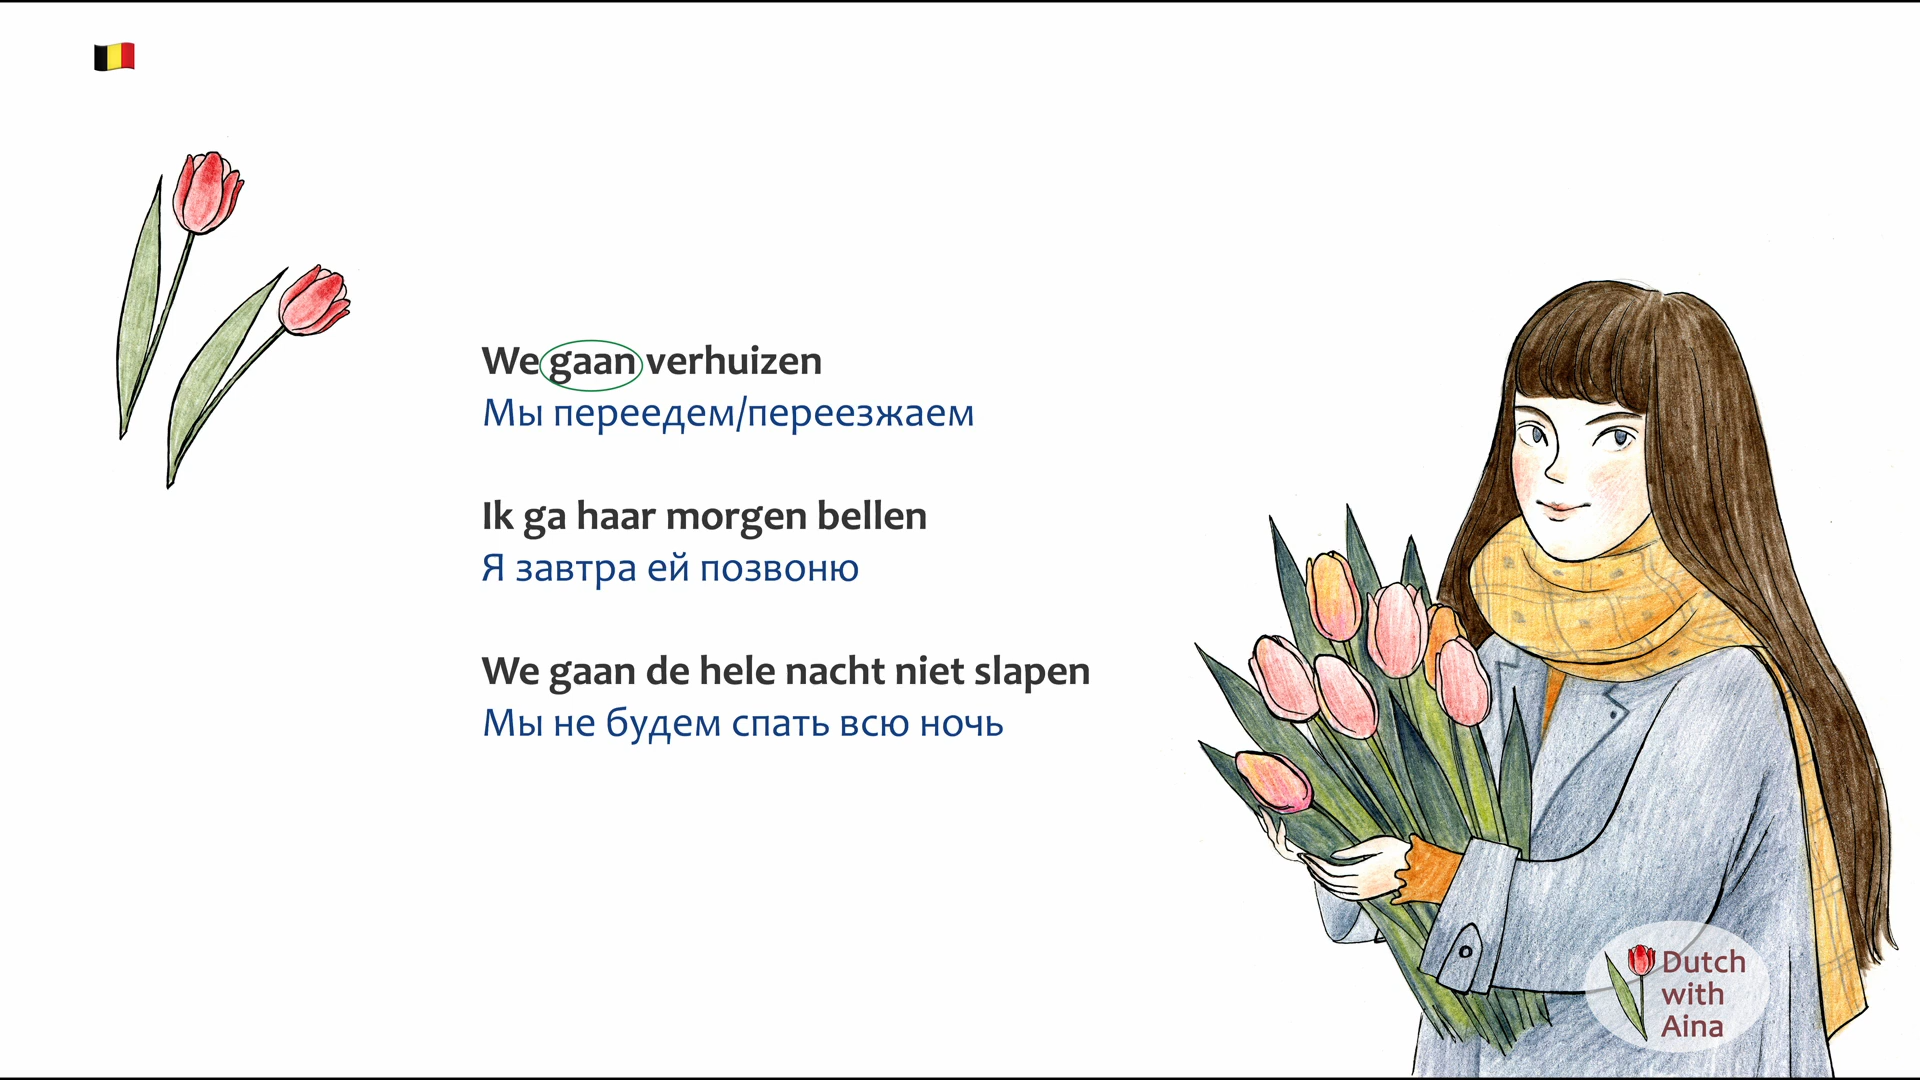 We gaan verhuizen
Мы переедем/переезжаем
Ik ga haar morgen bellen
Я завтра ей позвоню
We gaan de hele nacht niet slapen
Мы не будем спать всю ночь
Dutch
with
Aina